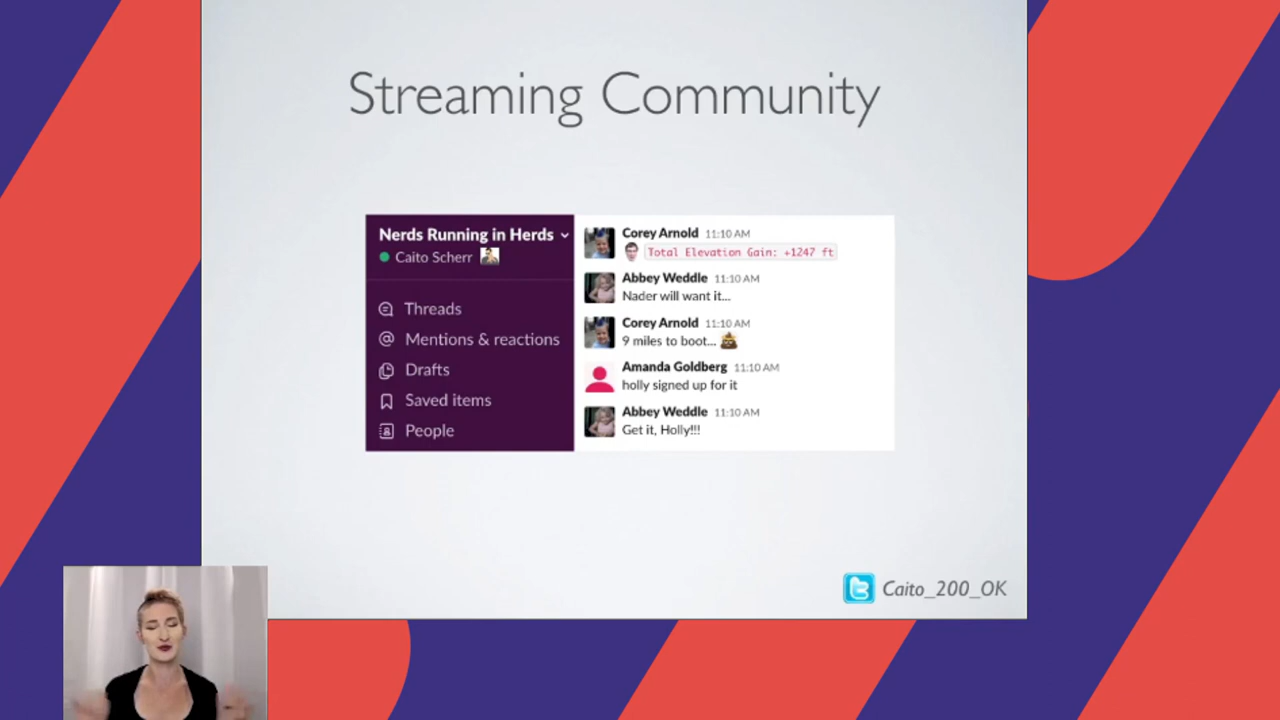 Streaming Community
Nerds Running in Herds
Caito Scherr
Threads
Mentions & reactions
Drafts
Saved items
People
Corey Arnold 11:10 AM
Total Elevation Gain: +1247 ft
Abbey Weddle 11:10 AM
Nader will want it...
Corey Arnold 11:10 AM
9 miles to boot...
Amanda Goldberg 11:10 AM
holly signed up for it
Abbey Weddle 11:10 AM
Get it, Holly!!!
Caito_200_OK